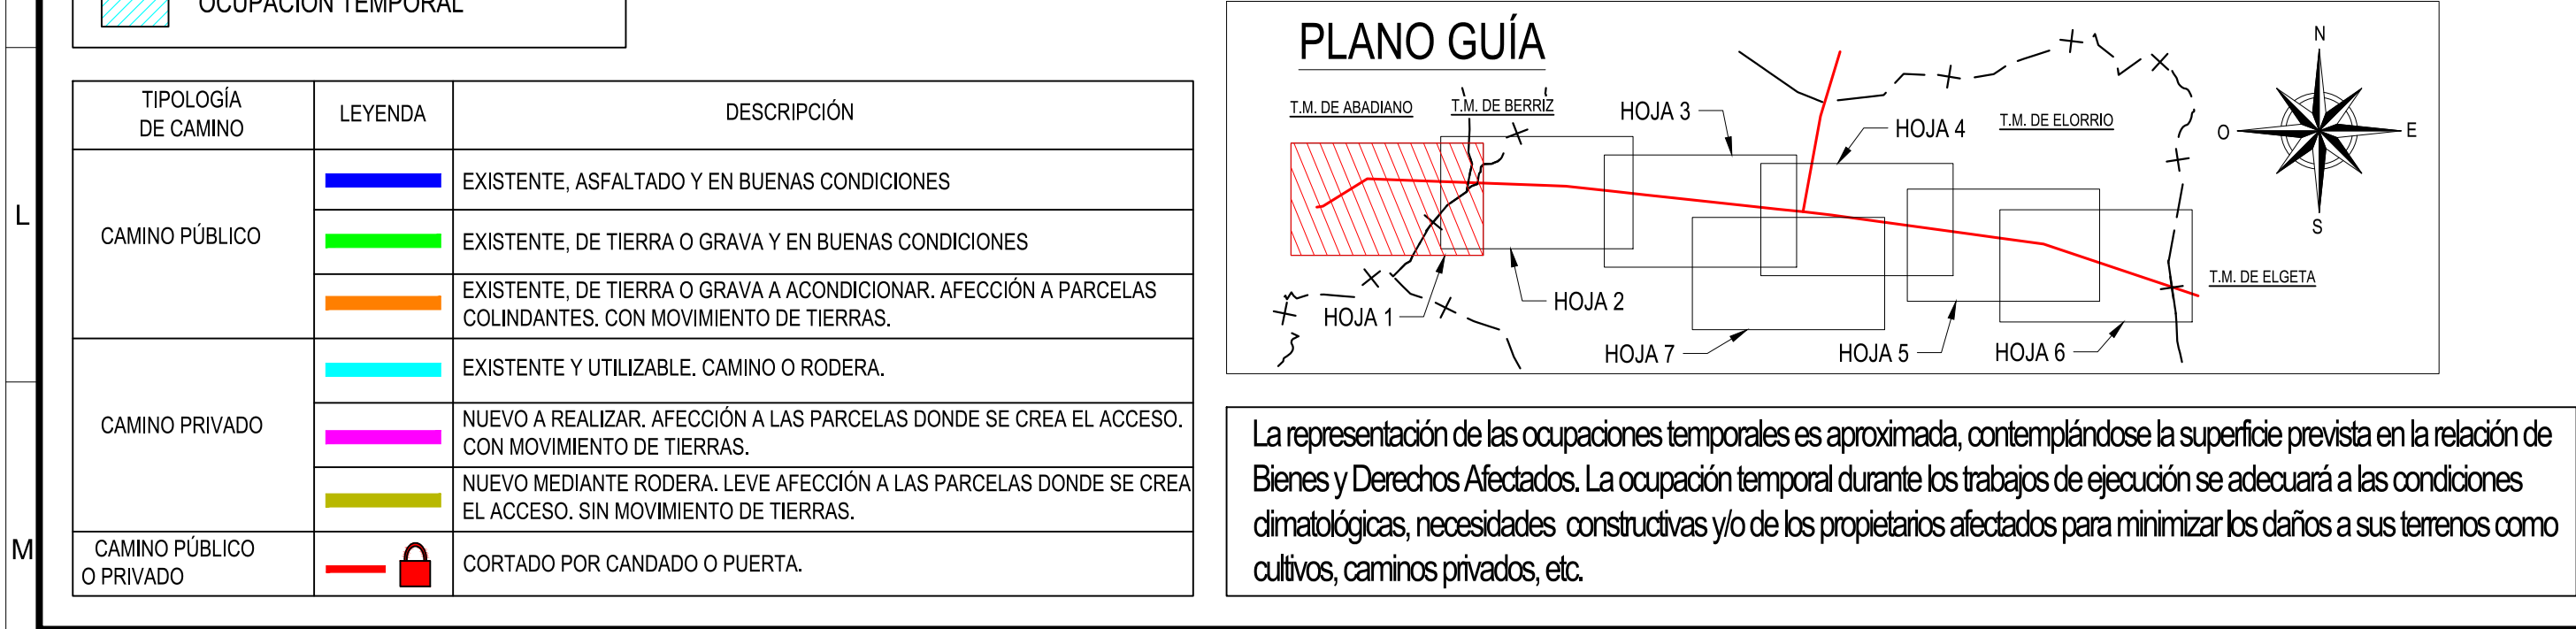 OCUPACIÓN TEMPORAL
L
M
TIPOLOGÍA
DE CAMINO
LEYENDA
DESCRIPCIÓN
CAMINO PÚBLICO
EXISTENTE, ASFALTADO Y EN BUENAS CONDICIONES
EXISTENTE, DE TIERRA O GRAVA Y EN BUENAS CONDICIONES
EXISTENTE, DE TIERRA O GRAVA A ACONDICIONAR. AFECCIÓN A PARCELAS
COLINDANTES. CON MOVIMIENTO DE TIERRAS.
CAMINO PRIVADO
EXISTENTE Y UTILIZABLE. CAMINO O RODERA.
NUEVO A REALIZAR. AFECCIÓN A LAS PARCELAS DONDE SE CREA EL ACCESO.
CON MOVIMIENTO DE TIERRAS.
NUEVO MEDIANTE RODERA. LEVE AFECCIÓN A LAS PARCELAS DONDE SE CREA
EL ACCESO. SIN MOVIMIENTO DE TIERRAS.
CAMINO PÚBLICO
O PRIVADO
CORTADO POR CANDADO O PUERTA.
PLANO GUÍA
T.M. DE ABADIANO
T.M. DE BERRIZ
HOJA 3
HOJA 4
T.M. DE ELORRIO
N
O
E
S
T.M. DE ELGETA
HOJA 1
HOJA 2
HOJA 7
HOJA 5
HOJA 6
La representación de las ocupaciones temporales es aproximada, contemplándose la superficie prevista en la relación de
Bienes y Derechos Afectados. La ocupación temporal durante los trabajos de ejecución se adecuará a las condiciones
climatológicas, necesidades constructivas y/o de los propietarios afectados para minimizar los daños a sus terrenos como
cultivos, caminos privados, etc.